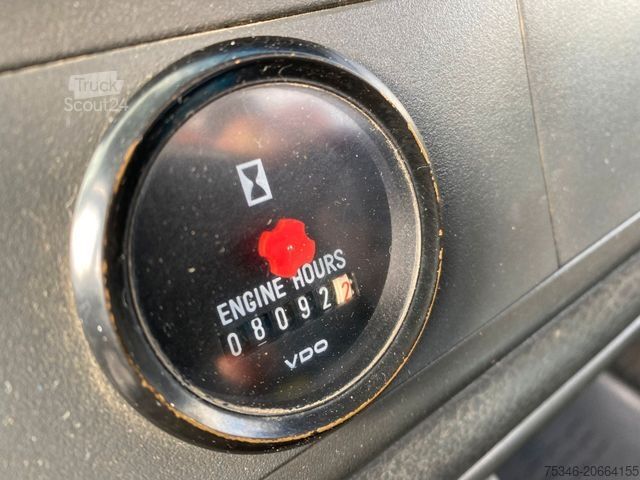 Truck
Scout24
ENGINE HOURS
080922
VDO
75346-20664155